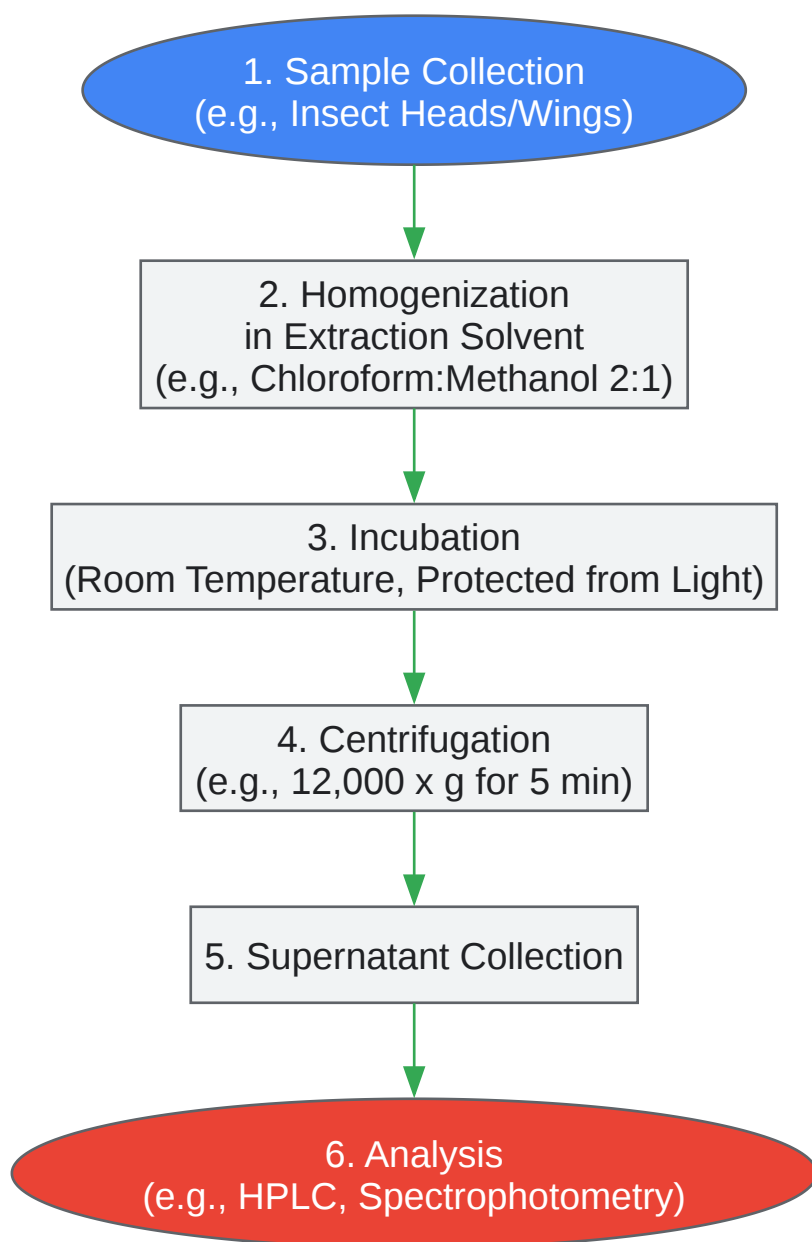 1. Sample Collection
(e.g., Insect Heads/Wings)
2. Homogenization
in Extraction Solvent
(e.g., Chloroform:Methanol 2:1)
3. Incubation
(Room Temperature, Protected from Light)
4. Centrifugation
(e.g., 12,000 x g for 5 min)
5. Supernatant Collection
6. Analysis
(e.g., HPLC, Spectrophotometry)